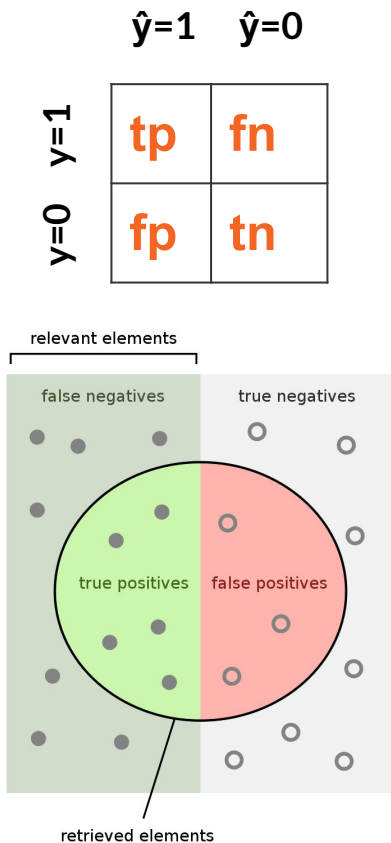 ŷ=1 ŷ=0
y=1 tp fn
y=0 fp tn
relevant elements
false negatives true negatives
true positives false positives
retrieved elements